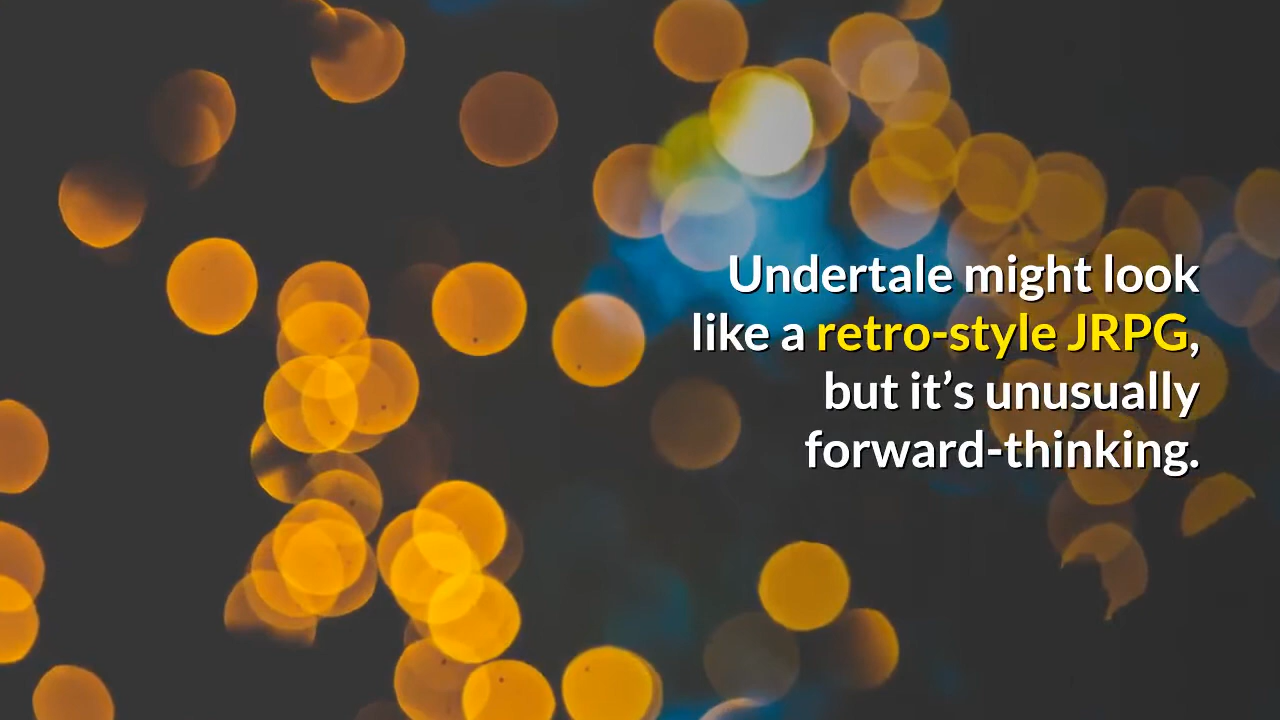 Undertale might look
like a retro-style JRPG,
but it’s unusually
forward-thinking.